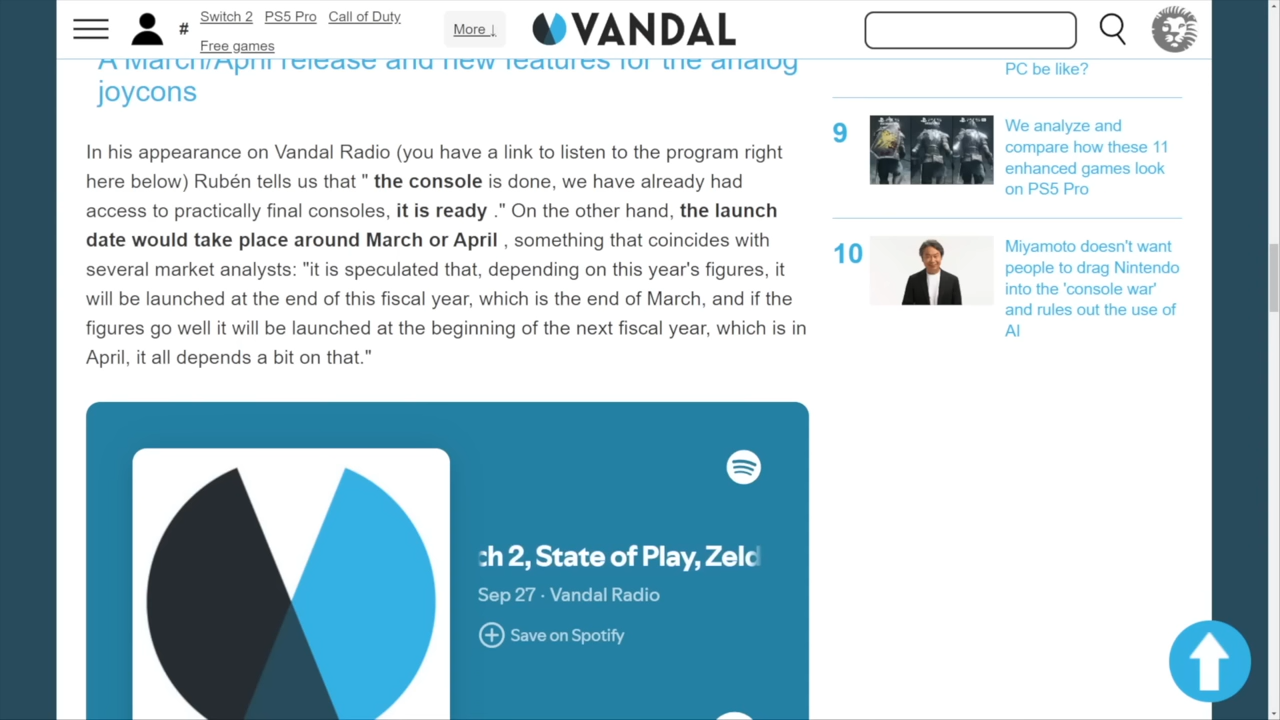 Switch 2 PS5 Pro Call of Duty
#
Free games
More ↓
VANDAL
A March/April release and new features for the analog
joycons
In his appearance on Vandal Radio (you have a link to listen to the program right
here below) Rubén tells us that " the console is done, we have already had
access to practically final consoles, it is ready ." On the other hand, the launch
date would take place around March or April , something that coincides with
several market analysts: "it is speculated that, depending on this year's figures, it
will be launched at the end of this fiscal year, which is the end of March, and if the
figures go well it will be launched at the beginning of the next fiscal year, which is in
April, it all depends a bit on that."
ch 2, State of Play, Zeld
Sep 27 · Vandal Radio
Save on Spotify
PC be like?
9
We analyze and
compare how these 11
enhanced games look
on PS5 Pro
10
Miyamoto doesn't want
people to drag Nintendo
into the 'console war'
and rules out the use of
AI